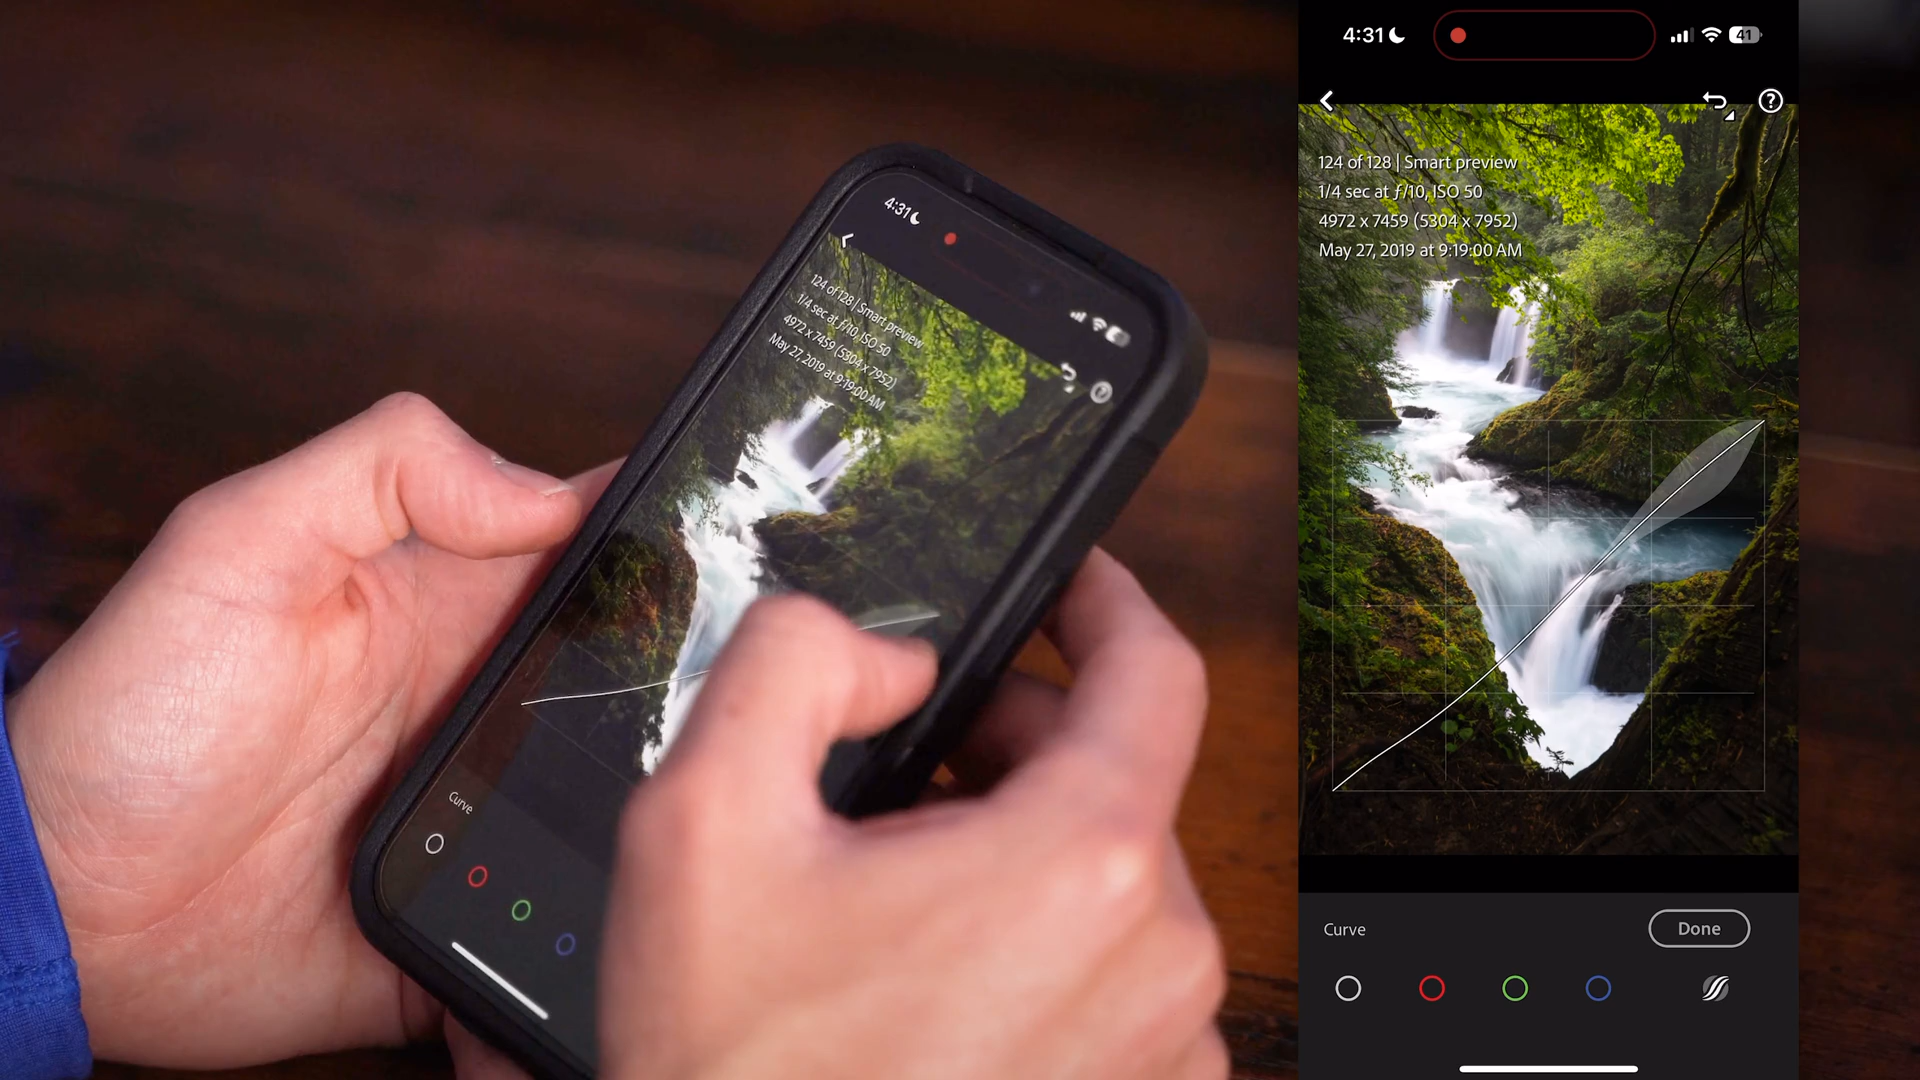 4:31
124 of 128 | Smart preview
1/4 sec at ƒ/10, ISO 50
4972 x 7459 (5304 x 7952)
May 27, 2019 at 9:19:00 AM
Curve
4:31
41
124 of 128 | Smart preview
1/4 sec at ƒ/10, ISO 50
4972 x 7459 (5304 x 7952)
May 27, 2019 at 9:19:00 AM
Curve
Done